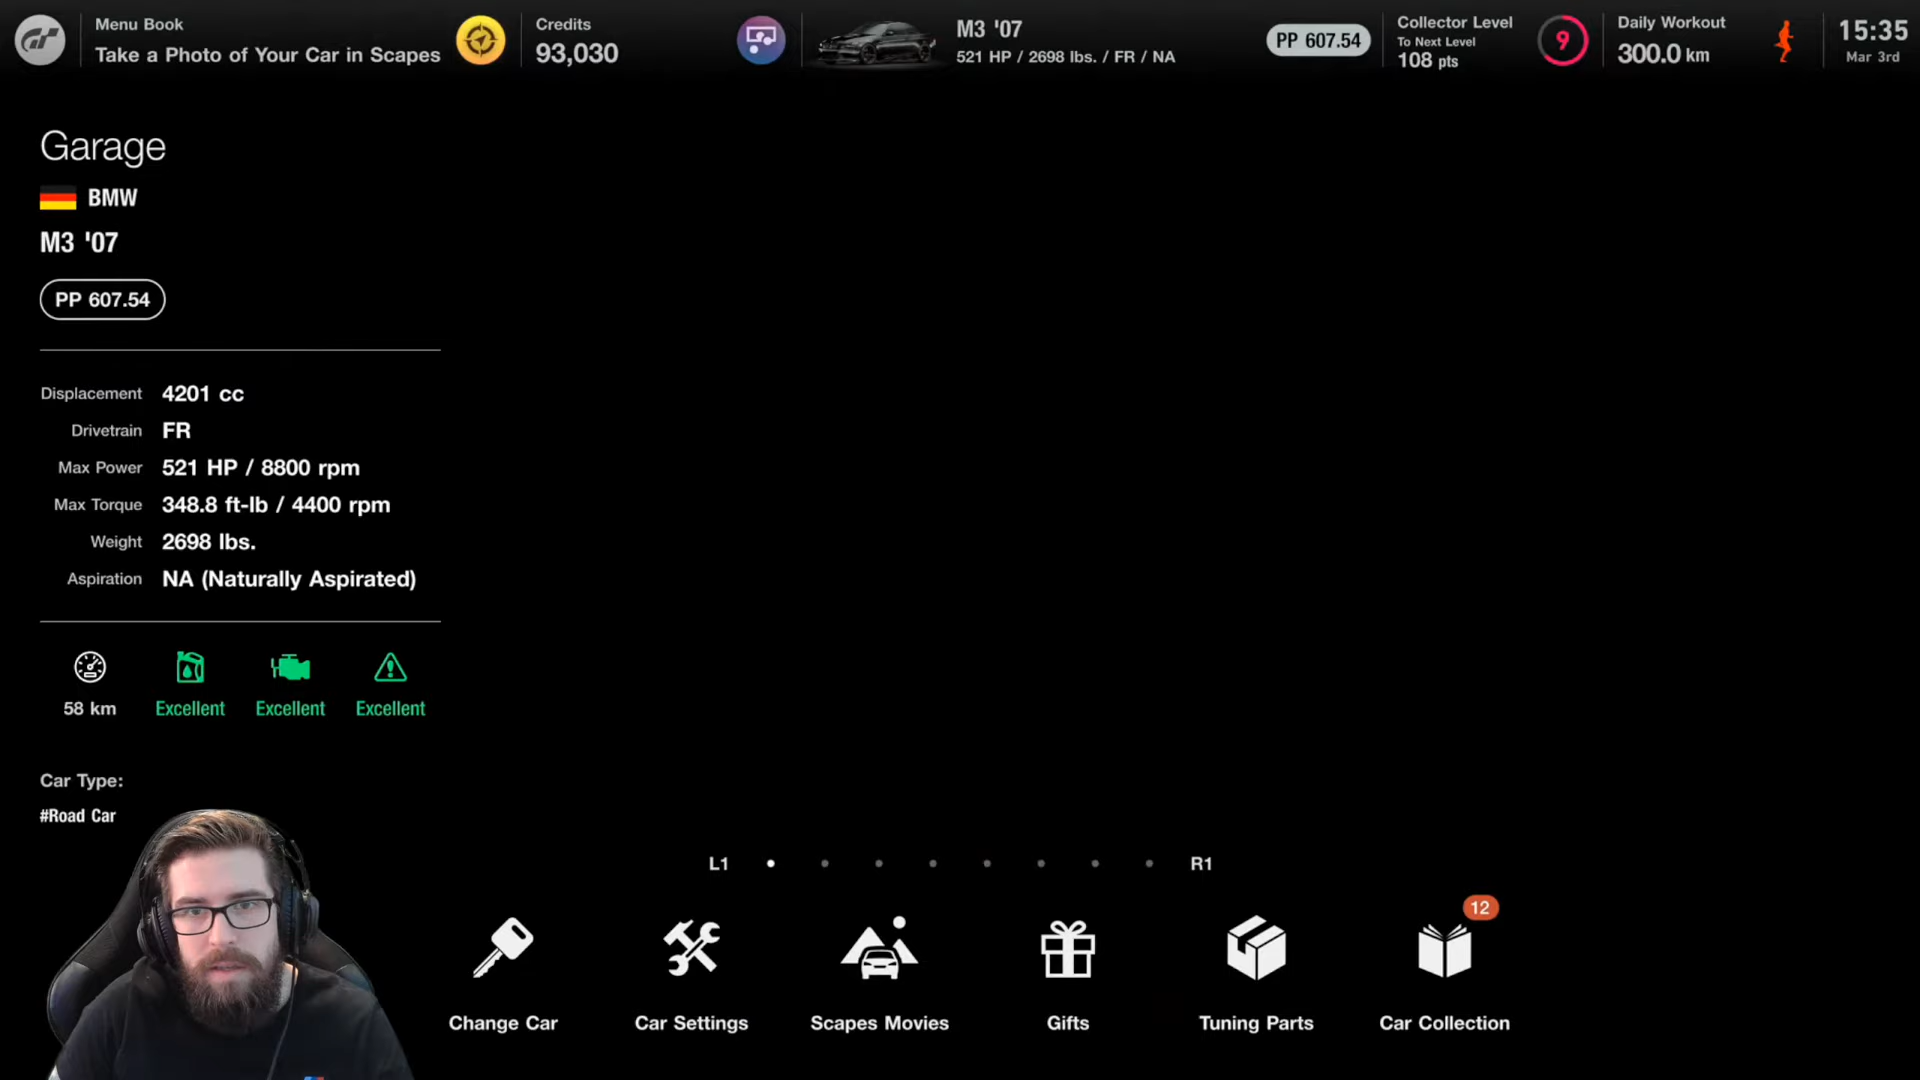 Menu Book
Take a Photo of Your Car in Scapes
Credits
93,030
M3 '07
521 HP / 2698 lbs. / FR / NA
PP 607.54
Collector Level
To Next Level
108 pts
9
Daily Workout
300.0 km
15:35
Mar 3rd
Garage
BMW
M3 '07
PP 607.54
Displacement 4201 cc
Drivetrain FR
Max Power 521 HP / 8800 rpm
Max Torque 348.8 ft-lb / 4400 rpm
Weight 2698 lbs.
Aspiration NA (Naturally Aspirated)
58 km Excellent Excellent Excellent
Car Type:
#Road Car
L1 R1
12
Change Car Car Settings Scapes Movies Gifts Tuning Parts Car Collection